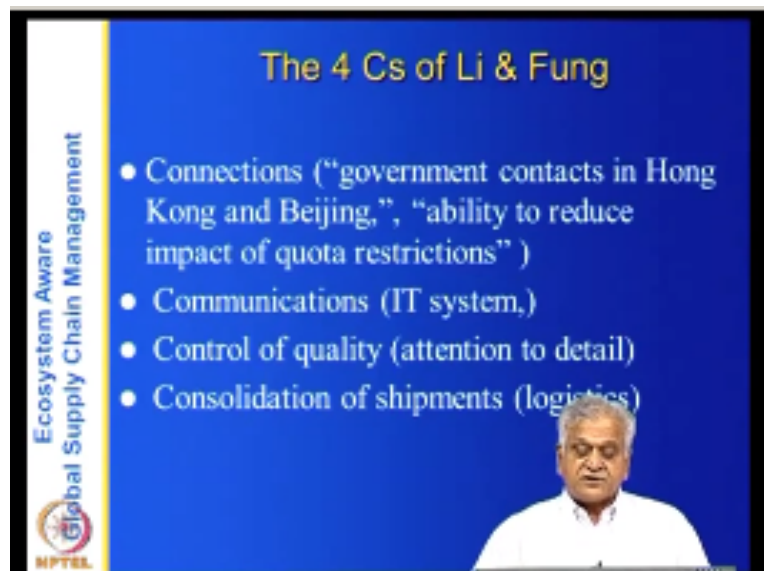 The 4 Cs of Li & Fung
• Connections (“government contacts in Hong
Kong and Beijing,”, “ability to reduce
impact of quota restrictions” )
• Communications (IT system,)
• Control of quality (attention to detail)
• Consolidation of shipments (logistics)
Ecosystem Aware
Global Supply Chain Management
NPTEL